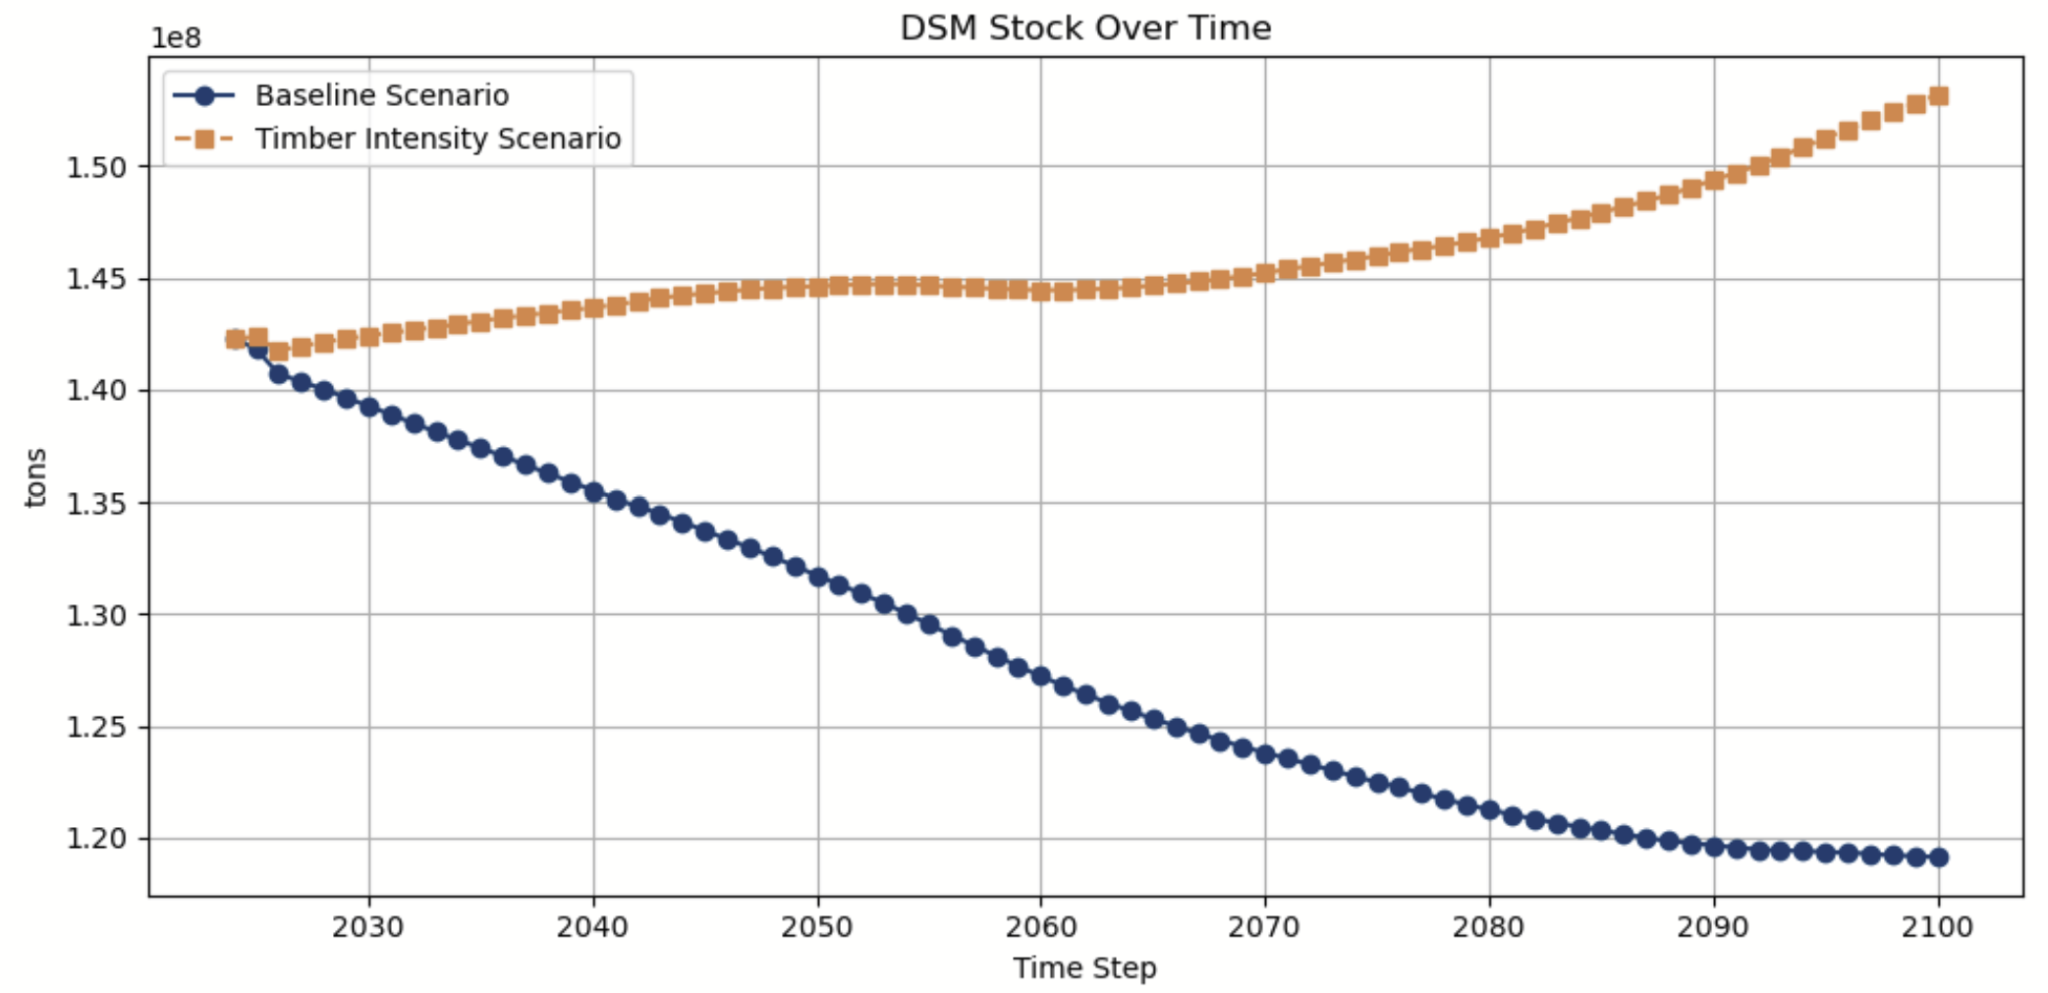 DSM Stock Over Time
1e8
Baseline Scenario
Timber Intensity Scenario
1.50
1.45
1.40
1.35
1.30
1.25
1.20
tons
2030 2040 2050 2060 2070 2080 2090 2100
Time Step